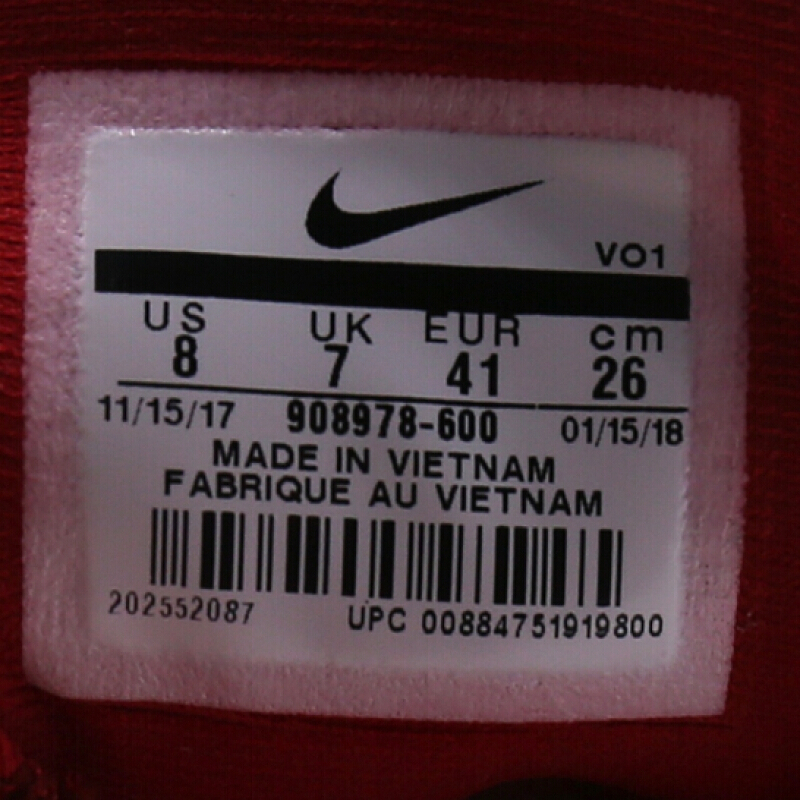 VO1
US UK EUR cm
8 7 41 26
11/15/17 908978-600 01/15/18
MADE IN VIETNAM
FABRIQUE AU VIETNAM
202552087 UPC 00884751919800